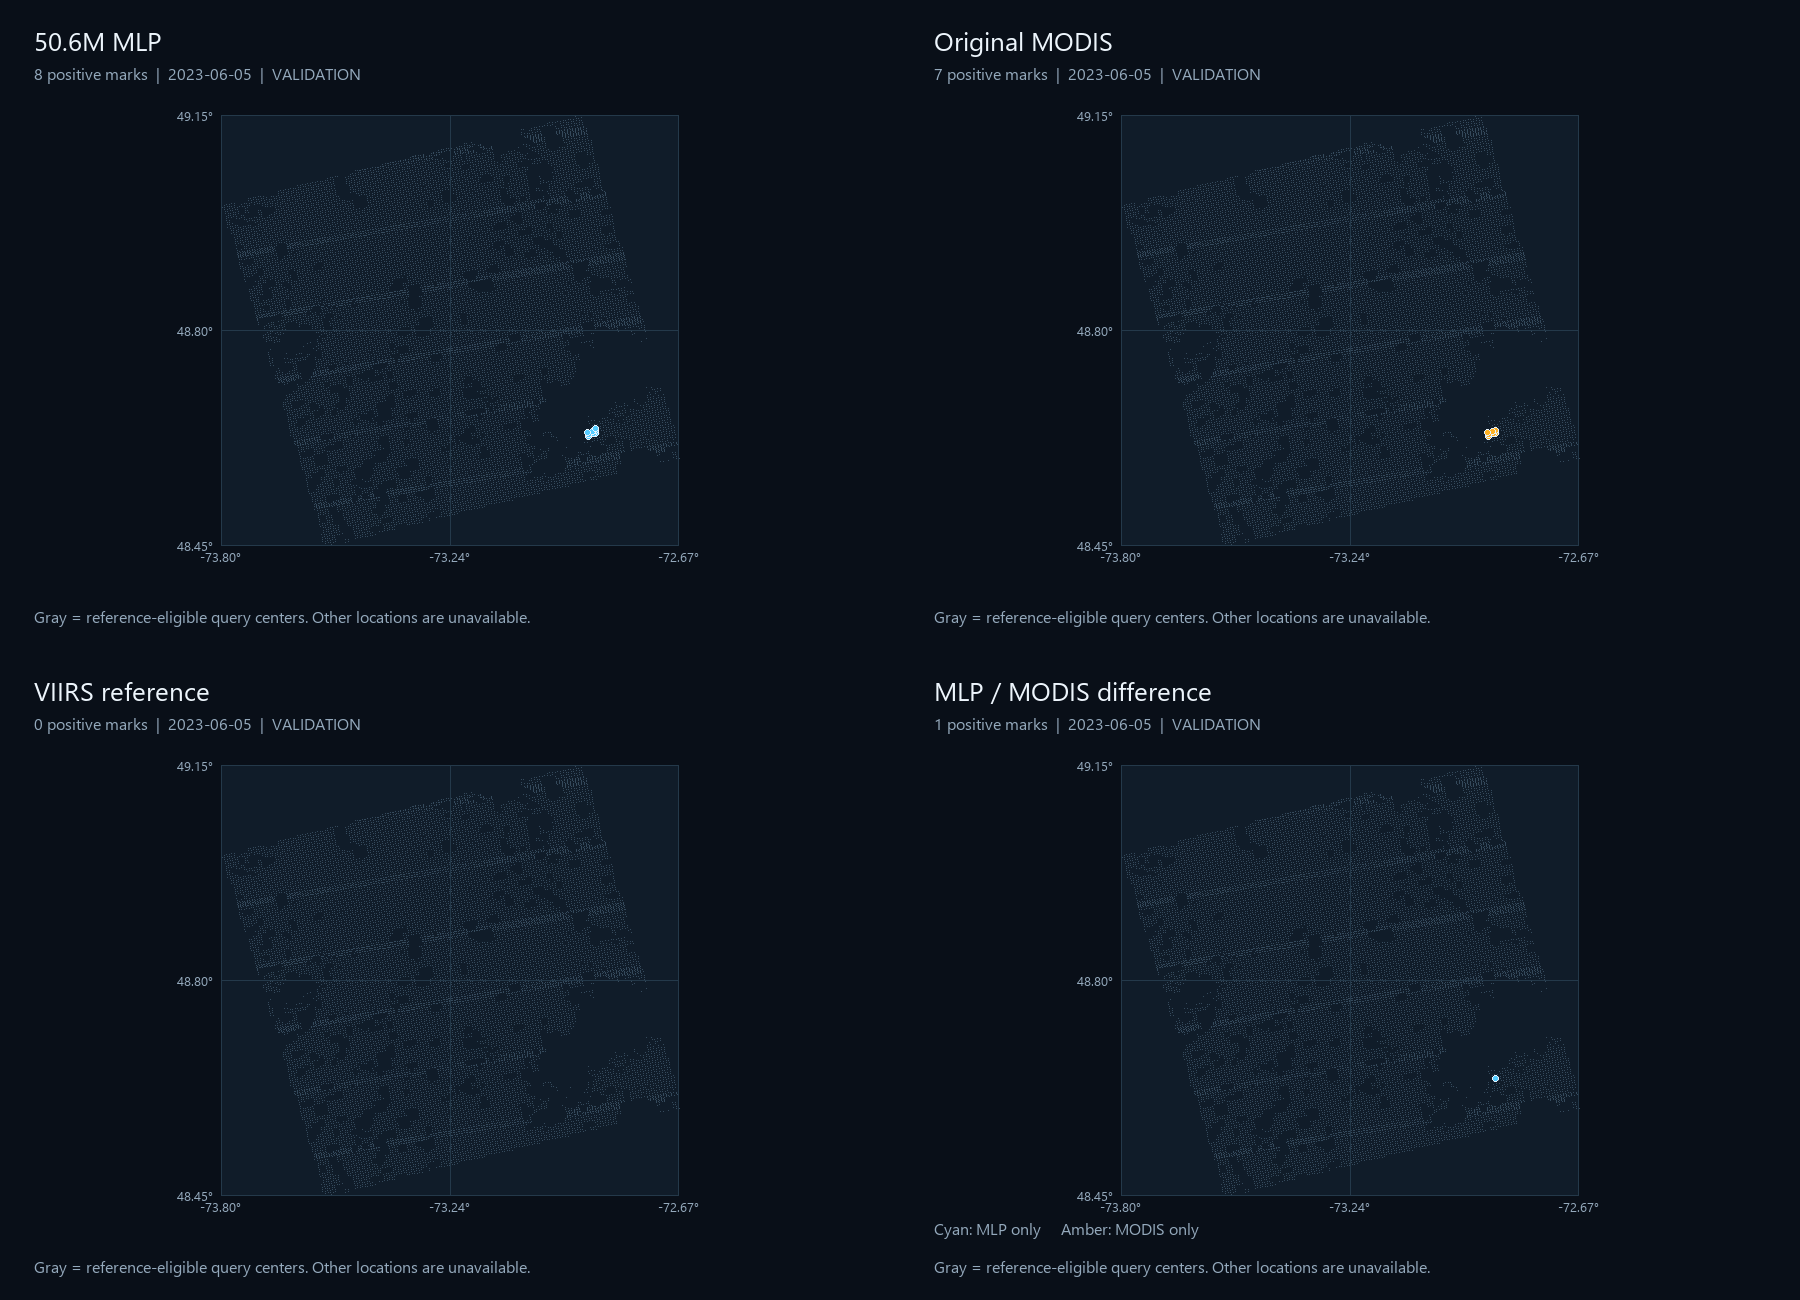 50.6M MLP
8 positive marks | 2023-06-05 | VALIDATION
49.15°
48.80°
48.45°
-73.80°
-73.24°
-72.67°
Gray = reference-eligible query centers. Other locations are unavailable.
Original MODIS
7 positive marks | 2023-06-05 | VALIDATION
49.15°
48.80°
48.45°
-73.80°
-73.24°
-72.67°
Gray = reference-eligible query centers. Other locations are unavailable.
VIIRS reference
0 positive marks | 2023-06-05 | VALIDATION
49.15°
48.80°
48.45°
-73.80°
-73.24°
-72.67°
Gray = reference-eligible query centers. Other locations are unavailable.
MLP / MODIS difference
1 positive marks | 2023-06-05 | VALIDATION
49.15°
48.80°
48.45°
-73.80°
-73.24°
-72.67°
Cyan: MLP only Amber: MODIS only
Gray = reference-eligible query centers. Other locations are unavailable.